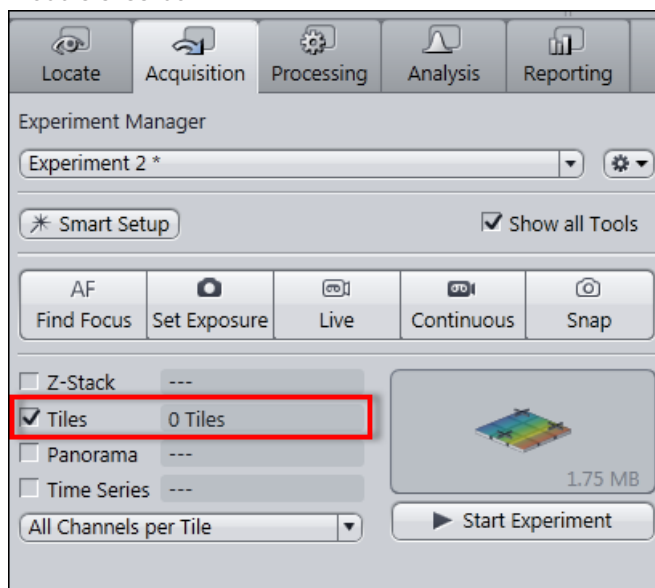 Locate Acquisition Processing Analysis Reporting
Experiment Manager
Experiment 2 *
Smart Setup Show all Tools
AF
Find Focus Set Exposure Live Continuous Snap
Z-Stack ---
Tiles 0 Tiles
Panorama ---
1.75 MB
Time Series ---
All Channels per Tile Start Experiment